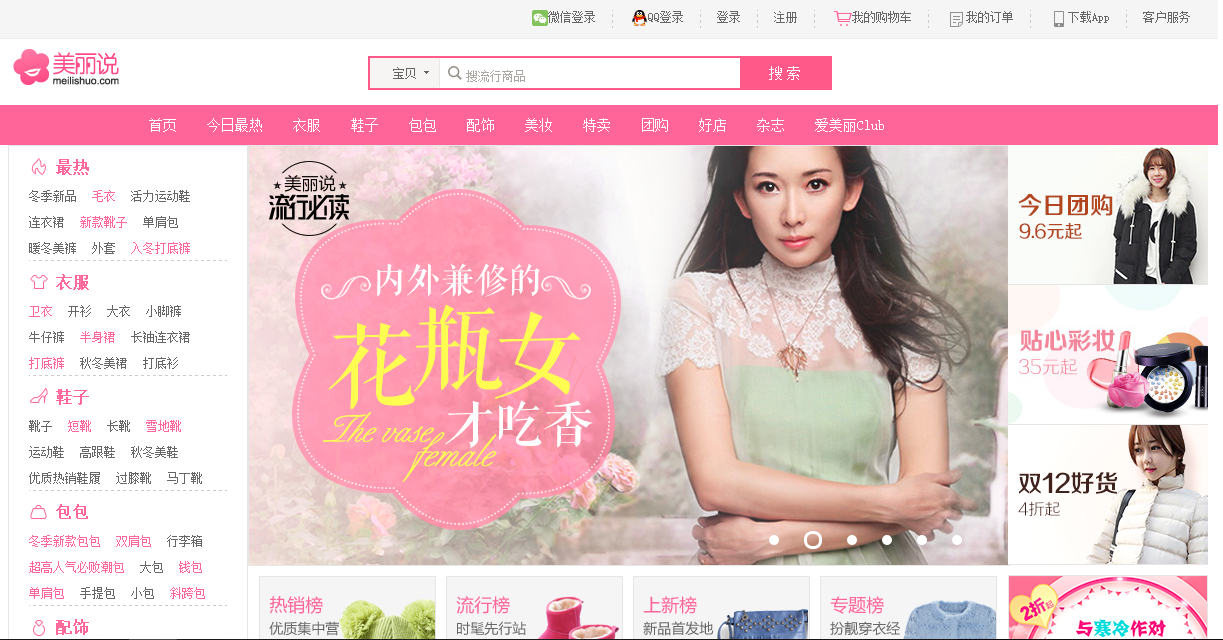 微信登录 QQ登录 登录 注册 我的购物车 我的订单 下载App 客户服务
美丽说
meilishuo.com
宝贝 搜流行商品 搜 索
首页 今日最热 衣服 鞋子 包包 配饰 美妆 特卖 团购 好店 杂志 爱美丽Club
最热
冬季新品 毛衣 活力运动鞋
连衣裙 新款靴子 单肩包
暖冬美裤 外套 入冬打底裤
衣服
卫衣 开衫 大衣 小脚裤
牛仔裤 半身裙 长袖连衣裙
打底裤 秋冬美裙 打底衫
鞋子
靴子 短靴 长靴 雪地靴
运动鞋 高跟鞋 秋冬美鞋
优质热销鞋履 过膝靴 马丁靴
包包
冬季新款包包 双肩包 行李箱
超高人气必败潮包 大包 钱包
单肩包 手提包 小包 斜跨包
配饰
美丽说
流行必读
内外兼修的
花瓶女
才吃香
The vase
female
今日团购
9.6元起
贴心彩妆
35元起
双12好货
4折起
热销榜
优质集中营
流行榜
时髦先行站
上新榜
新品首发地
专题榜
扮靓穿衣经
2折起
与寒冷作对